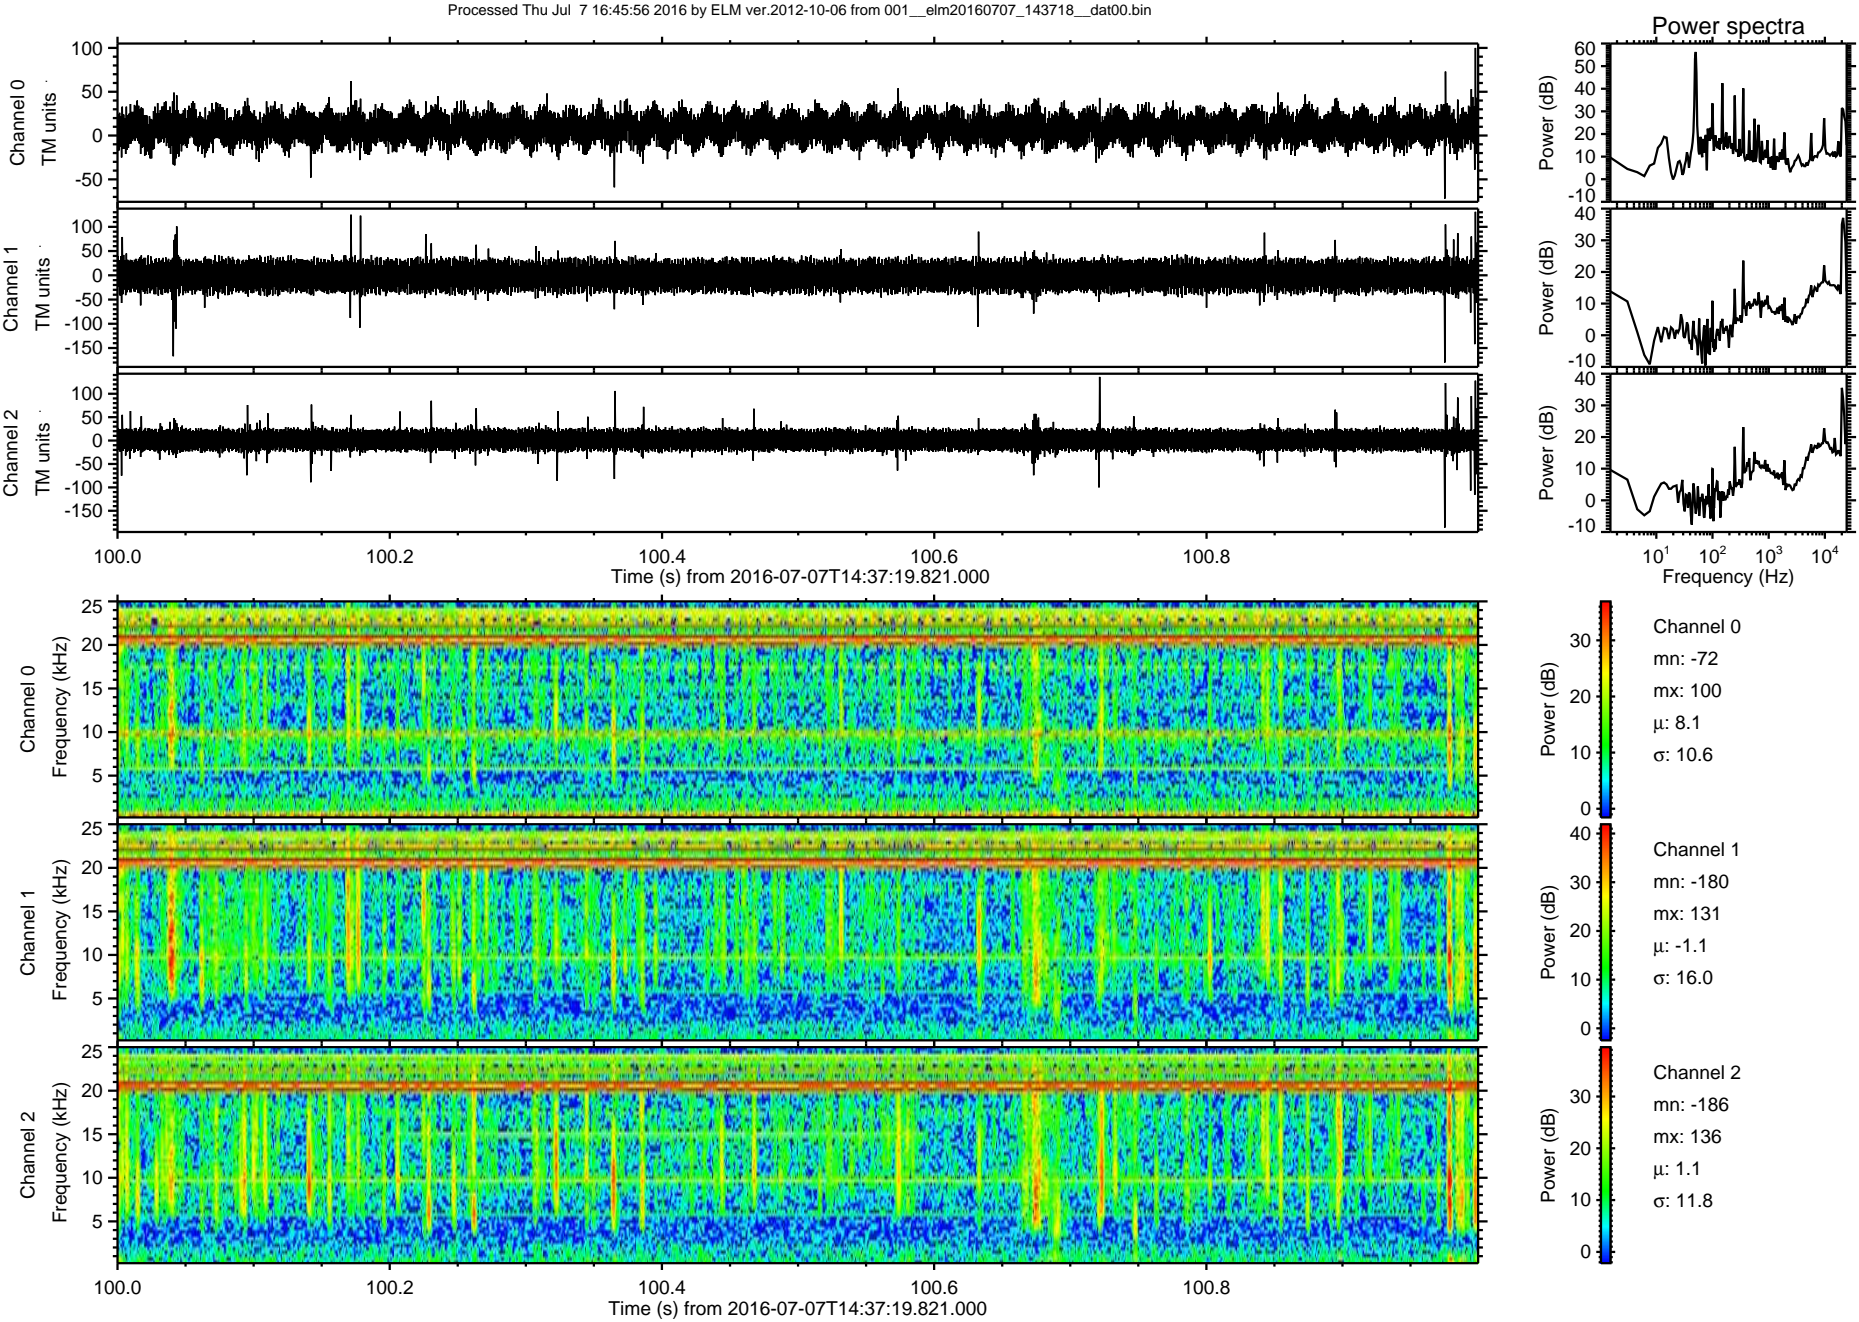 Processed Thu Jul 7 16:45:56 2016 by ELM ver.2012-10-06 from 001__elm20160707_143718__dat00.bin
Power spectra
Channel 0
TM units
100
50
0
-50
Power (dB)
60
50
40
30
20
10
0
-10
Channel 1
TM units
100
50
0
-50
-100
-150
Power (dB)
40
30
20
10
0
-10
Channel 2
TM units
100
50
0
-50
-100
-150
Power (dB)
40
30
20
10
0
-10
100.0 100.2 100.4 100.6 100.8
Time (s) from 2016-07-07T14:37:19.821.000
10^1 10^2 10^3 10^4
Frequency (Hz)
Channel 0
Frequency (kHz)
25
20
15
10
5
Power (dB)
30
20
10
0
Channel 0
mn: -72
mx: 100
μ: 8.1
σ: 10.6
Channel 1
Frequency (kHz)
25
20
15
10
5
Power (dB)
40
30
20
10
0
Channel 1
mn: -180
mx: 131
μ: -1.1
σ: 16.0
Channel 2
Frequency (kHz)
25
20
15
10
5
Power (dB)
30
20
10
0
Channel 2
mn: -186
mx: 136
μ: 1.1
σ: 11.8
100.0 100.2 100.4 100.6 100.8
Time (s) from 2016-07-07T14:37:19.821.000